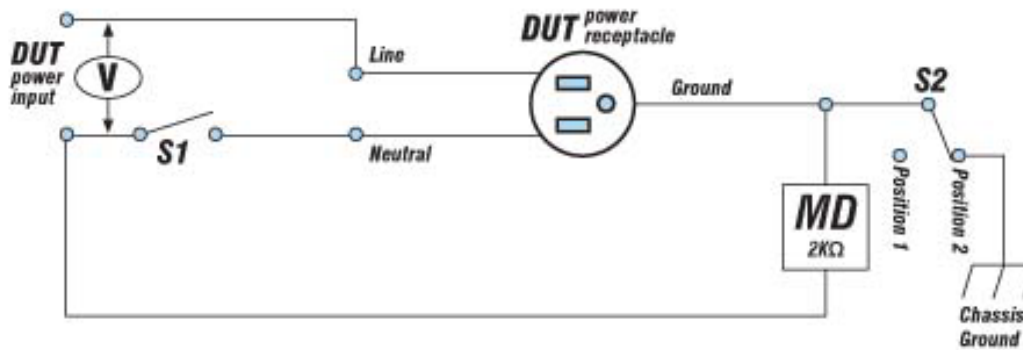 DUT
power
input
V
S1
Line
Neutral
DUT power
receptacle
Ground
S2
MD
2KΩ
Position 1
Position 2
Chassis
Ground